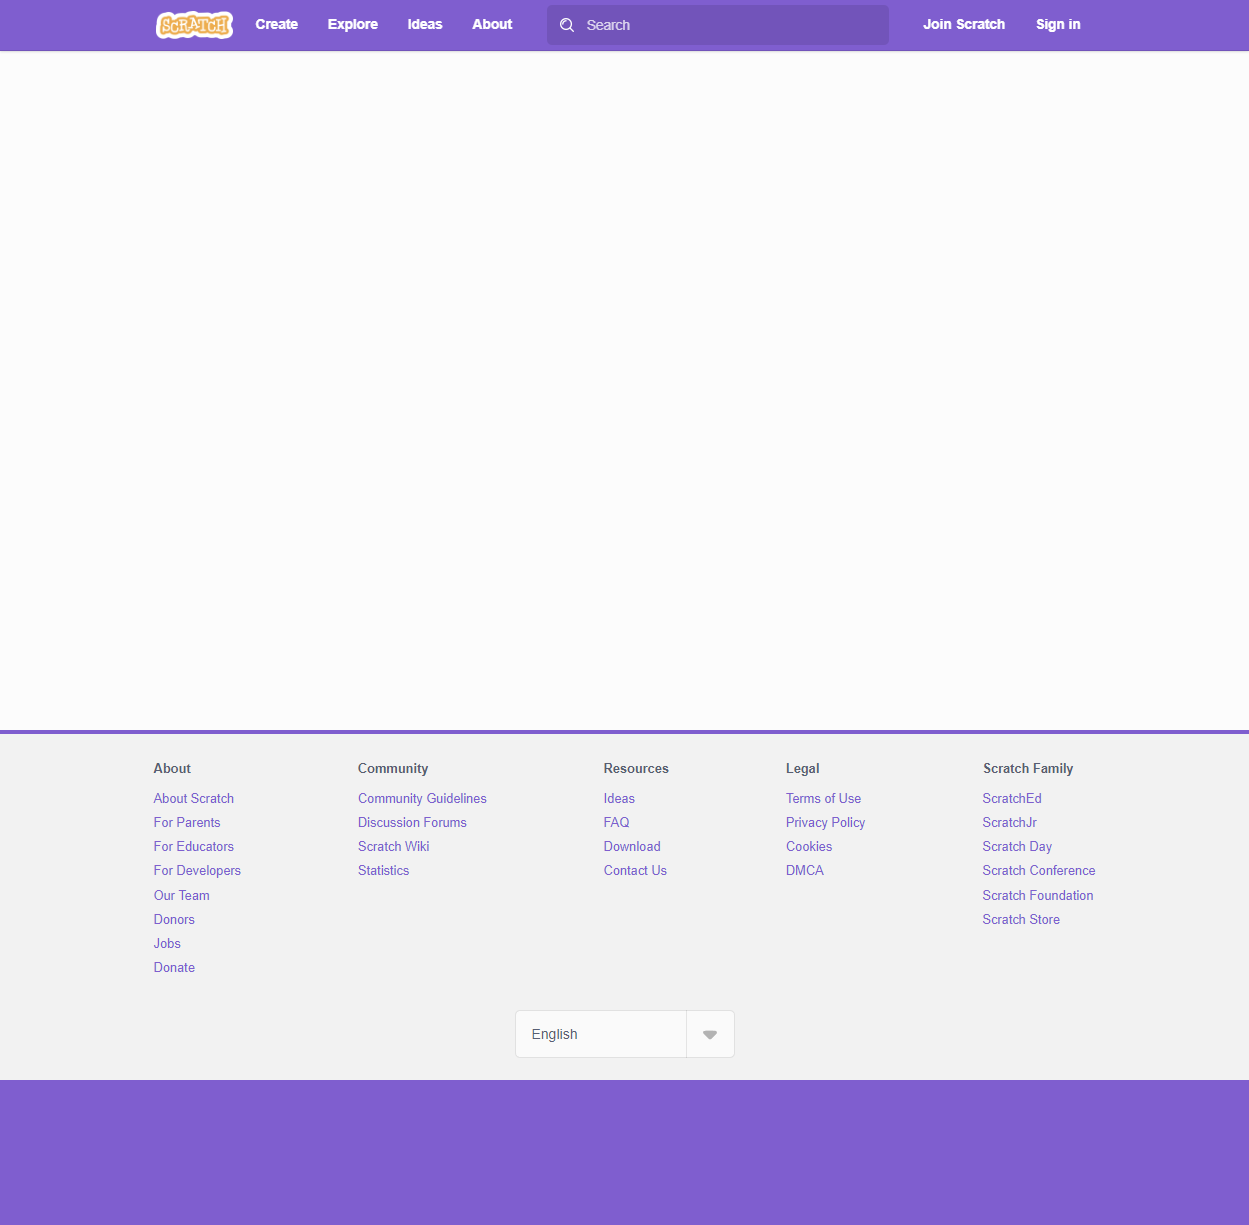 SCRATCH Create Explore Ideas About Search Join Scratch Sign in
About
About Scratch
For Parents
For Educators
For Developers
Our Team
Donors
Jobs
Donate
Community
Community Guidelines
Discussion Forums
Scratch Wiki
Statistics
Resources
Ideas
FAQ
Download
Contact Us
Legal
Terms of Use
Privacy Policy
Cookies
DMCA
Scratch Family
ScratchEd
ScratchJr
Scratch Day
Scratch Conference
Scratch Foundation
Scratch Store
English